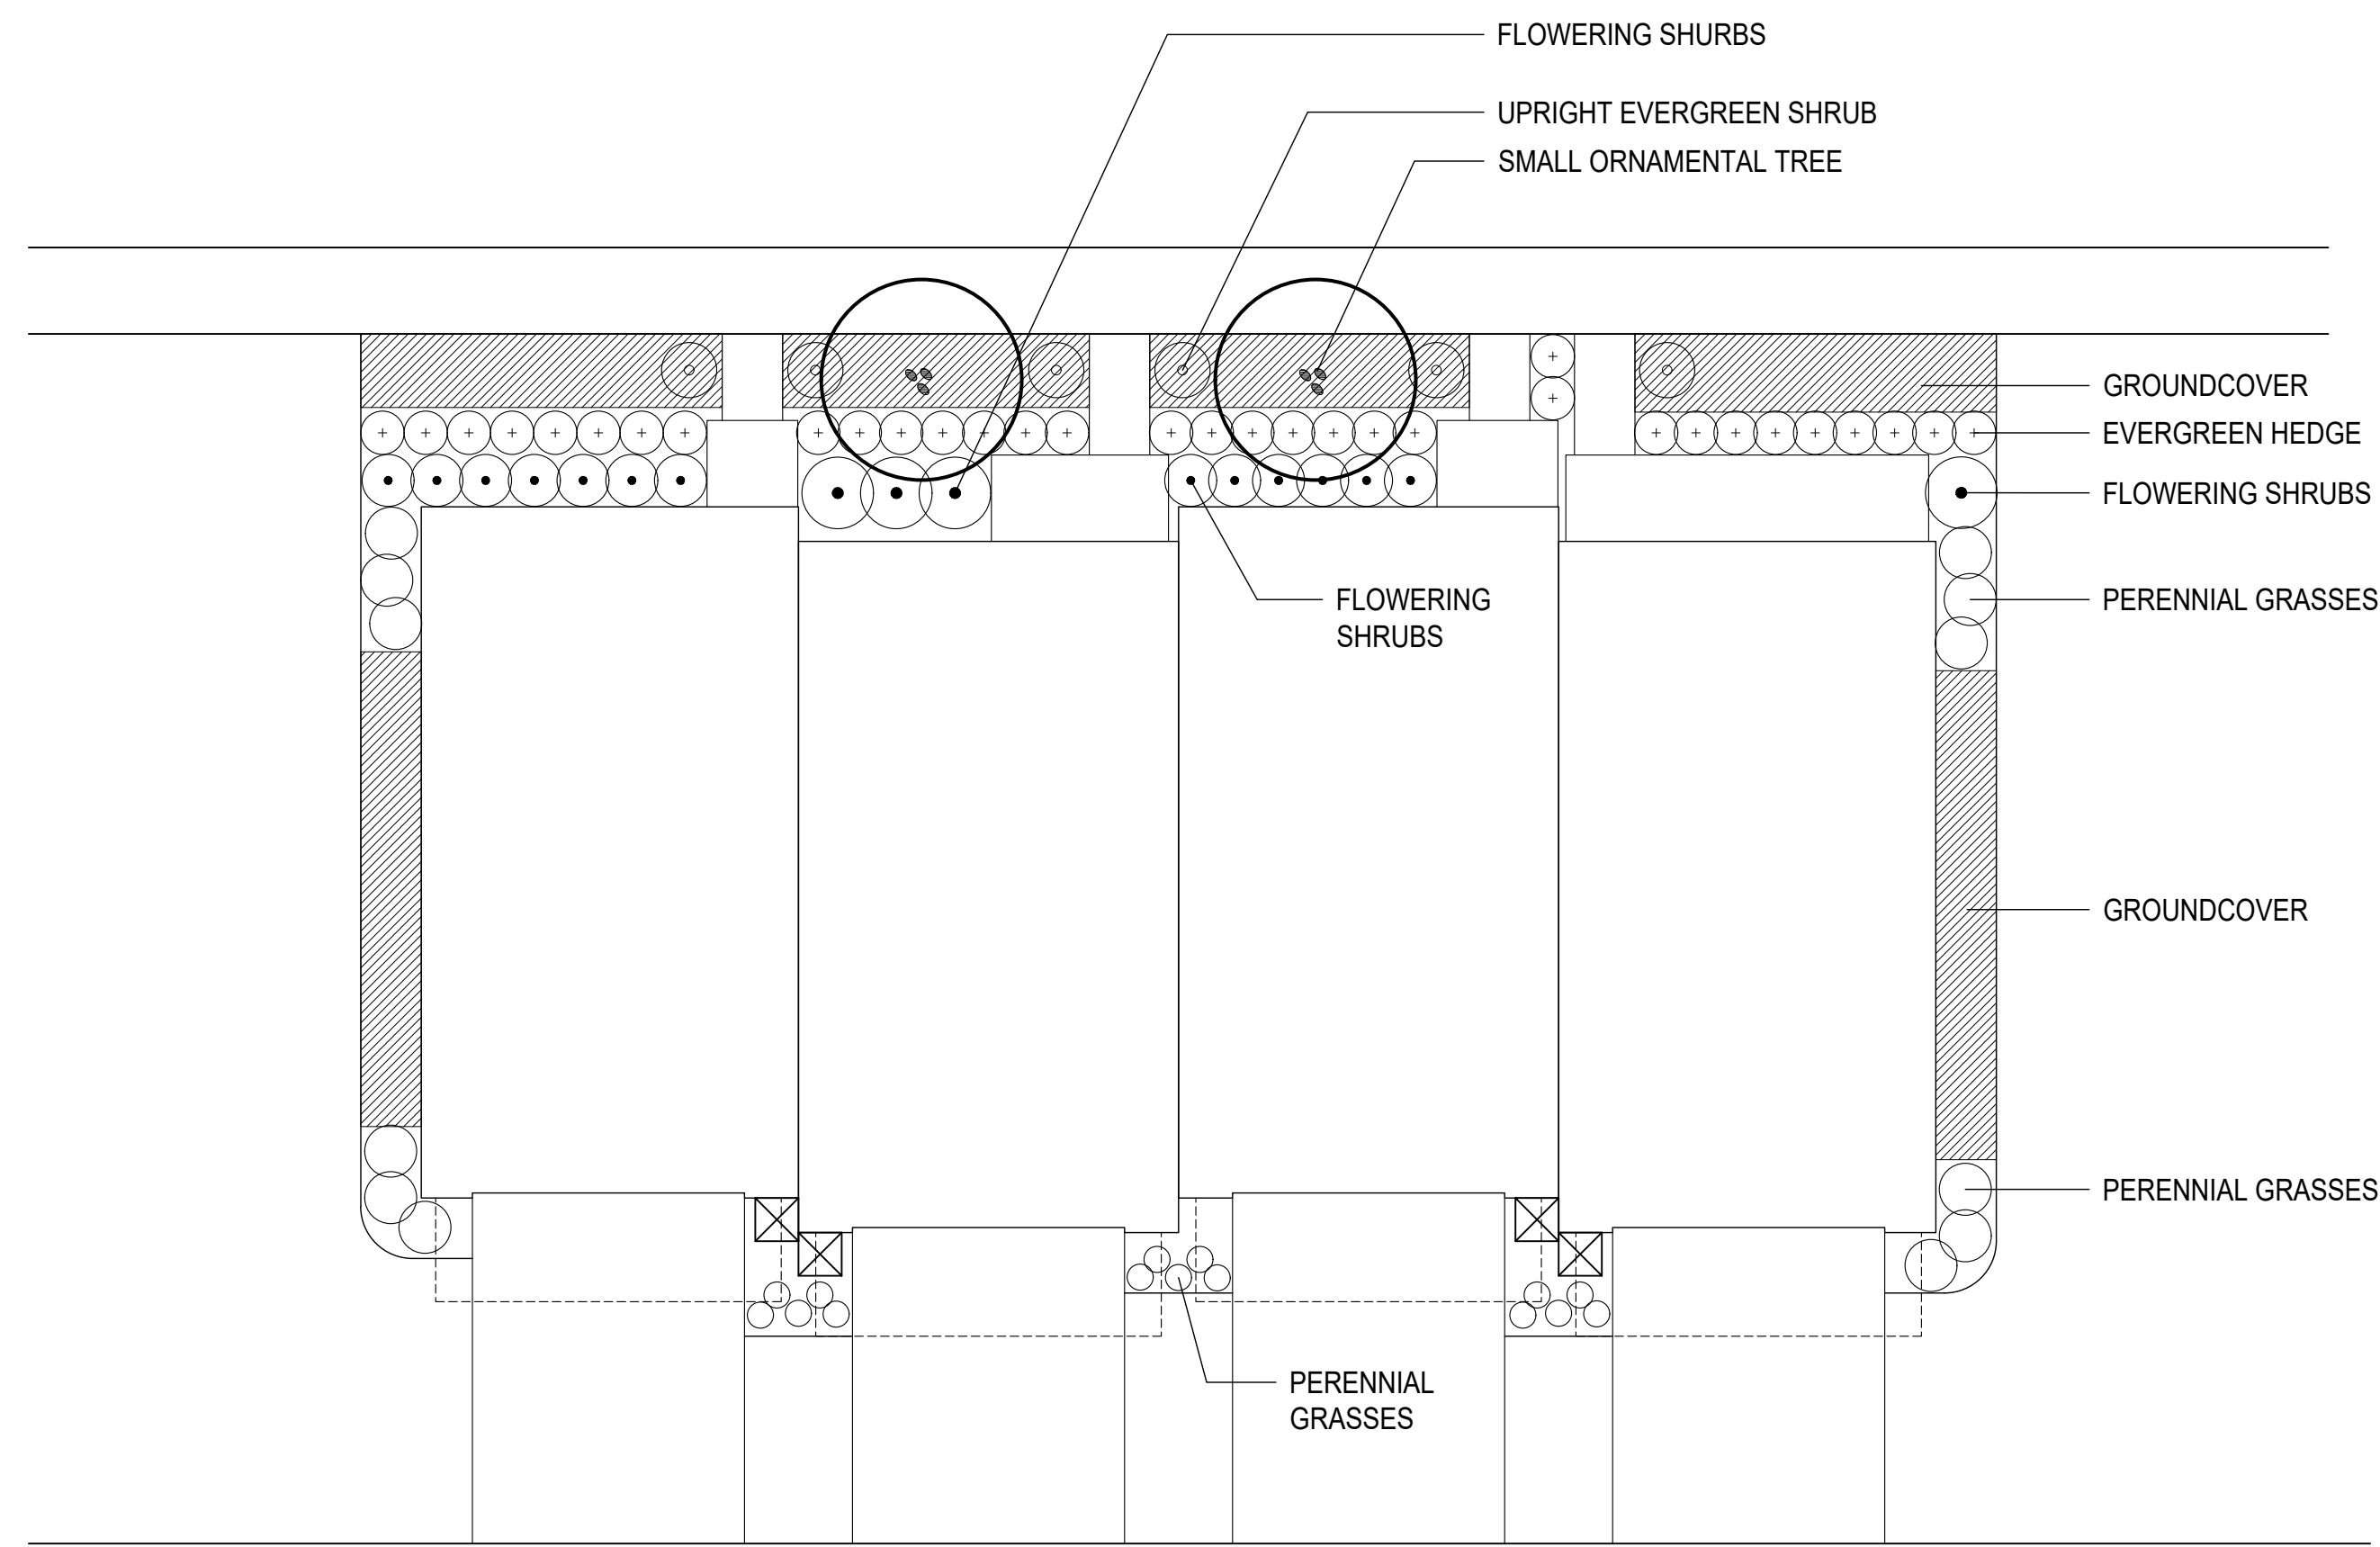 FLOWERING SHURBS
UPRIGHT EVERGREEN SHRUB
SMALL ORNAMENTAL TREE
GROUNDCOVER
EVERGREEN HEDGE
FLOWERING SHRUBS
FLOWERING
SHRUBS
PERENNIAL GRASSES
GROUNDCOVER
PERENNIAL GRASSES
PERENNIAL
GRASSES